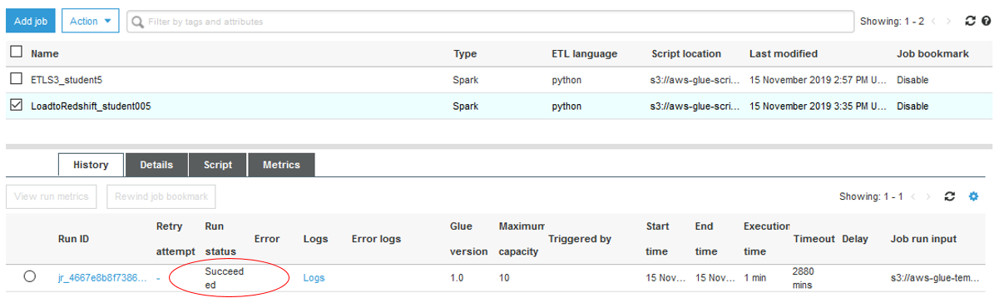 Add job Action Filter by tags and attributes Showing: 1 - 2
Name Type ETL language Script location Last modified Job bookmark
ETLS3_student5 Spark python s3://aws-glue-scri... 15 November 2019 2:57 PM U... Disable
LoadtoRedshift_student005 Spark python s3://aws-glue-scri... 15 November 2019 3:35 PM U... Disable
History Details Script Metrics
View run metrics Rewind job bookmark Showing: 1 - 1
Run ID Retry attempt Run status Error Logs Error logs Glue version Maximum capacity Triggered by Start time End time Execution time Timeout Delay Job run input
jr_4667e8b8f7386... - Succeed
ed Logs 1.0 10 15 Nov... 15 Nov... 1 min 2880
mins s3://aws-glue-tem...